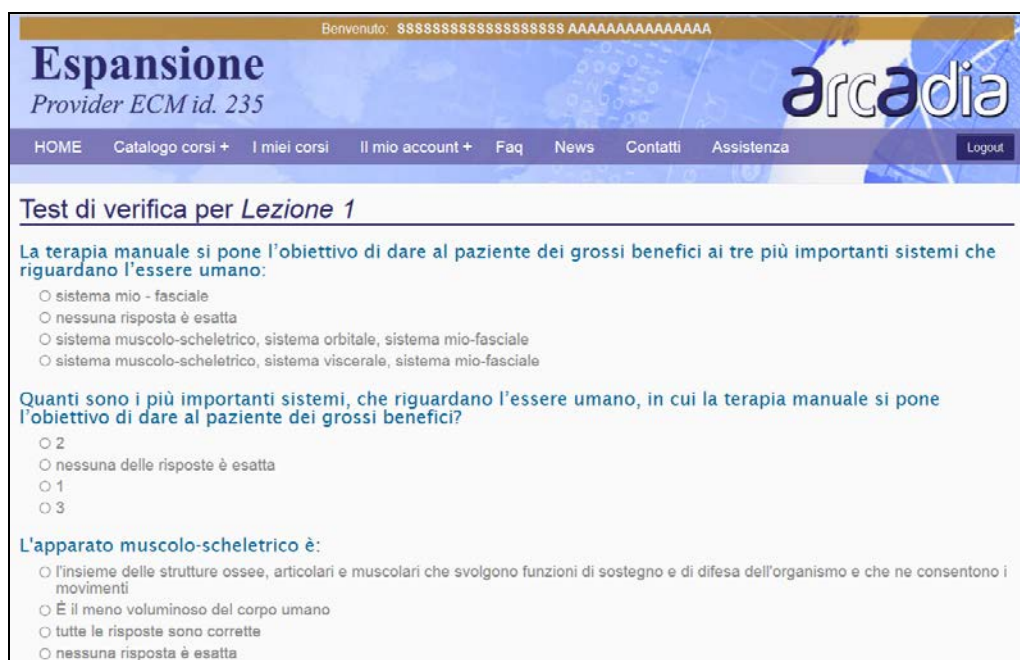 Benvenuto: SSSSSSSSSSSSSSSSSSSS AAAAAAAAAAAAAAA
Espansione
Provider ECM id. 235
arcadia
HOME Catalogo corsi + I miei corsi Il mio account + Faq News Contatti Assistenza Logout
Test di verifica per Lezione 1
La terapia manuale si pone l'obiettivo di dare al paziente dei grossi benefici ai tre più importanti sistemi che
riguardano l'essere umano:
sistema mio - fasciale
nessuna risposta è esatta
sistema muscolo-scheletrico, sistema orbitale, sistema mio-fasciale
sistema muscolo-scheletrico, sistema viscerale, sistema mio-fasciale
Quanti sono i più importanti sistemi, che riguardano l'essere umano, in cui la terapia manuale si pone
l'obiettivo di dare al paziente dei grossi benefici?
2
nessuna delle risposte è esatta
1
3
L'apparato muscolo-scheletrico è:
l'insieme delle strutture ossee, articolari e muscolari che svolgono funzioni di sostegno e di difesa dell'organismo e che ne consentono i
movimenti
È il meno voluminoso del corpo umano
tutte le risposte sono corrette
nessuna risposta è esatta